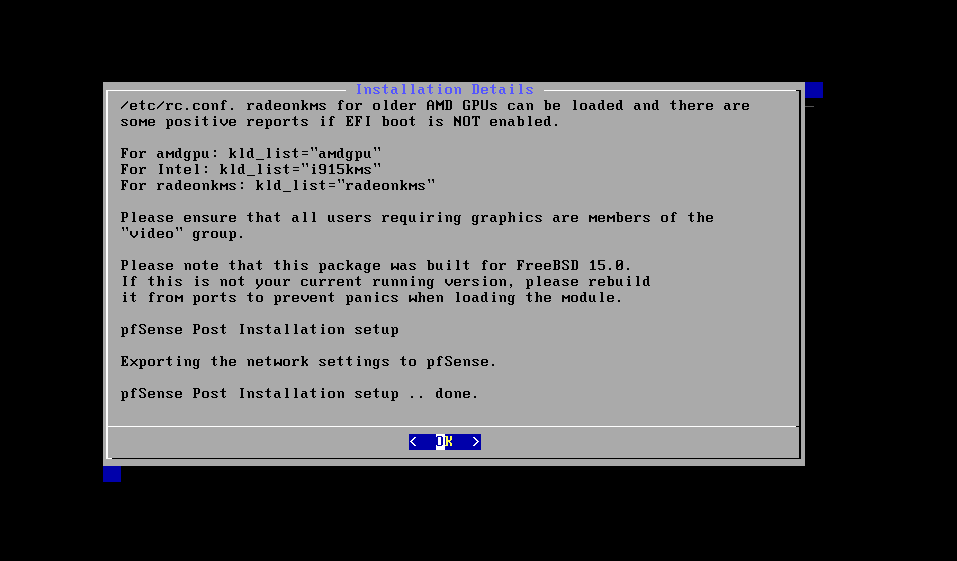 Installation Details
/etc/rc.conf. radeonkms for older AMD GPUs can be loaded and there are
some positive reports if EFI boot is NOT enabled.
For amdgpu: kld_list="amdgpu"
For Intel: kld_list="i915kms"
For radeonkms: kld_list="radeonkms"
Please ensure that all users requiring graphics are members of the
"video" group.
Please note that this package was built for FreeBSD 15.0.
If this is not your current running version, please rebuild
it from ports to prevent panics when loading the module.
pfSense Post Installation setup
Exporting the network settings to pfSense.
pfSense Post Installation setup .. done.
< OK >